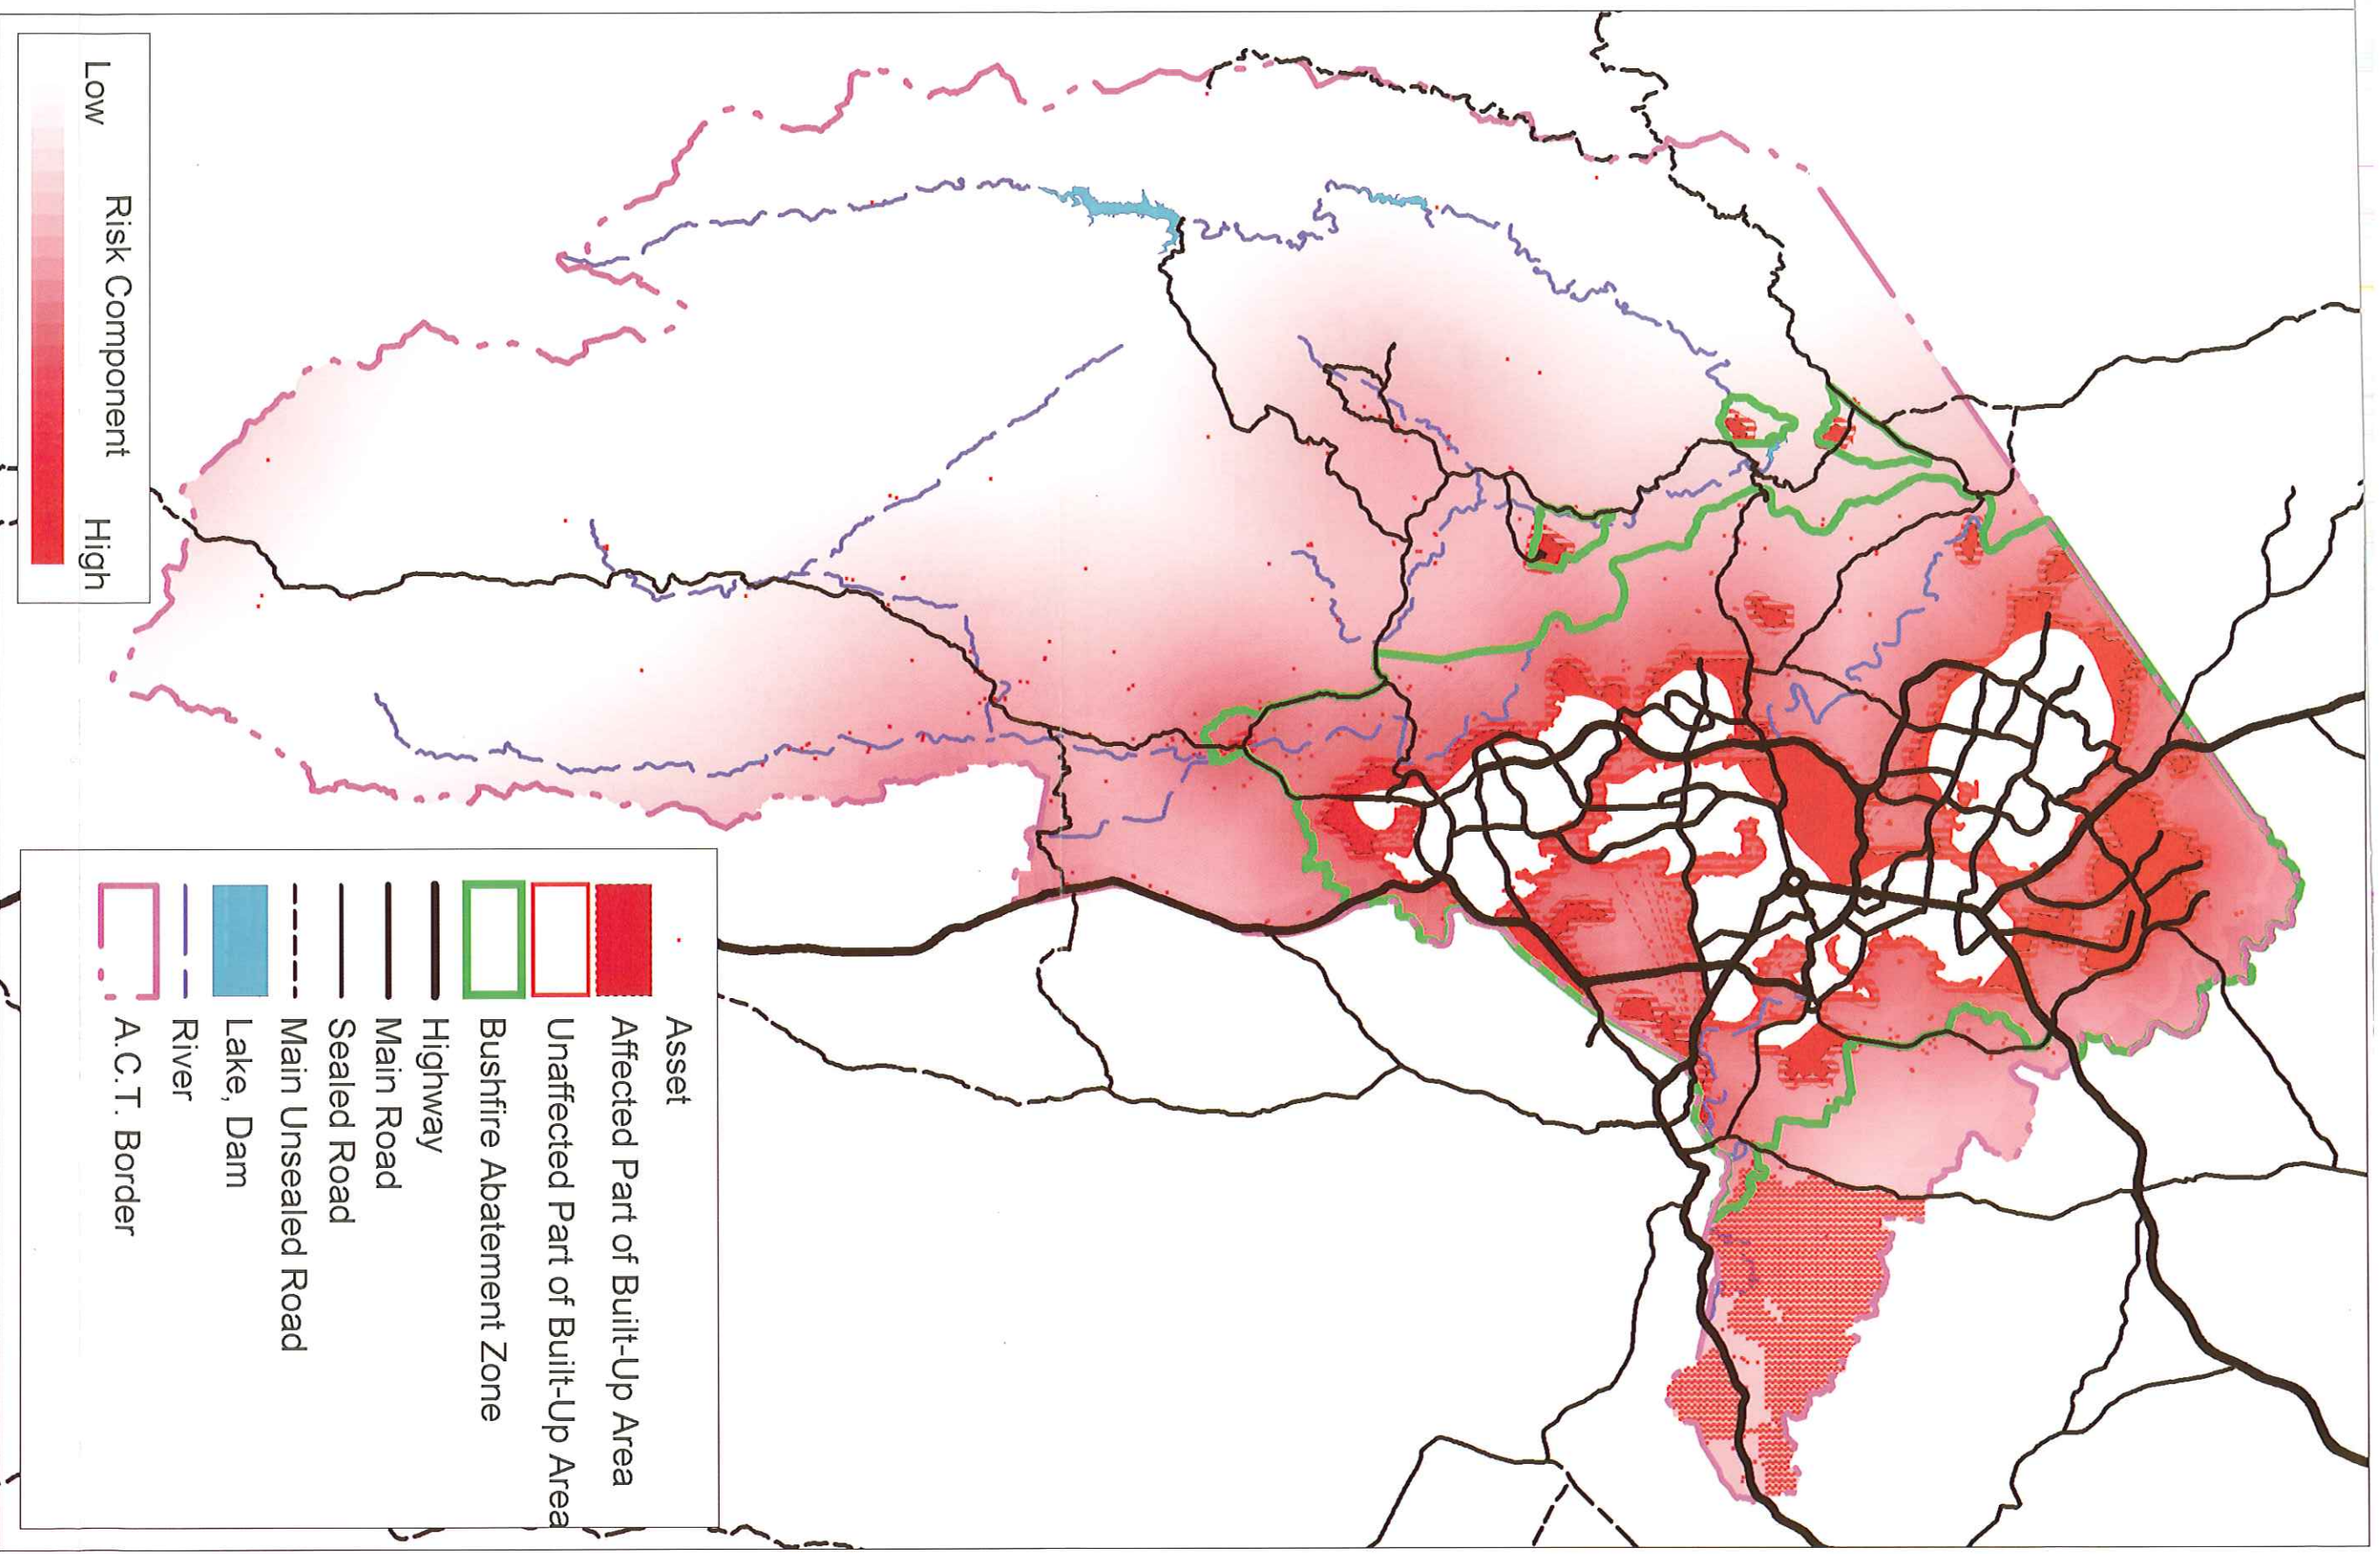 Risk Component
Low
High
Asset
Affected Part of Built-Up Area
Unaffected Part of Built-Up Area
Bushfire Abatement Zone
Highway
Main Road
Sealed Road
Main Unsealed Road
Lake, Dam
River
A.C.T. Border